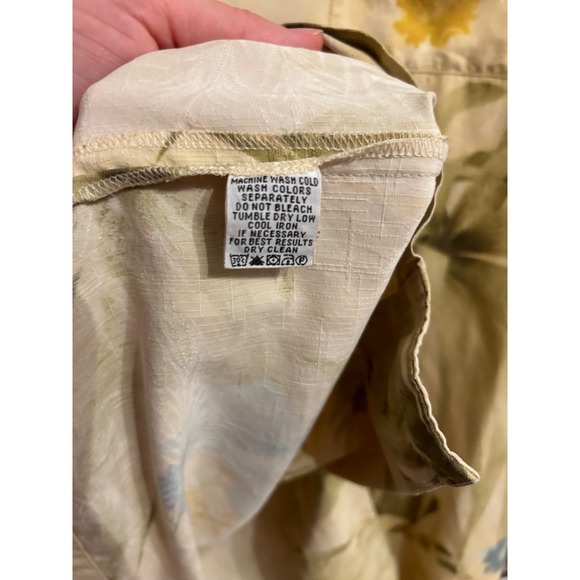 MACHINE WASH COLD
WASH COLORS
SEPARATELY
DO NOT BLEACH
TUMBLE DRY LOW
COOL IRON
IF NECESSARY
FOR BEST RESULTS
DRY CLEAN